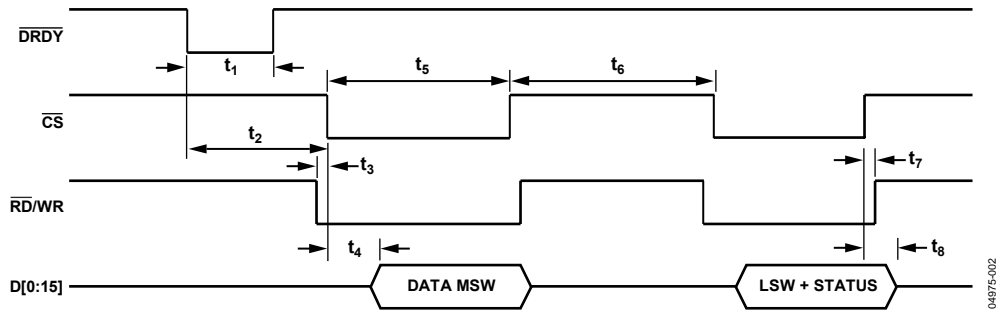 DRDY
t1
t5
t6
CS
t2
t3
t7
RD/WR
t4
t8
D[0:15]
DATA MSW
LSW + STATUS
04975-002